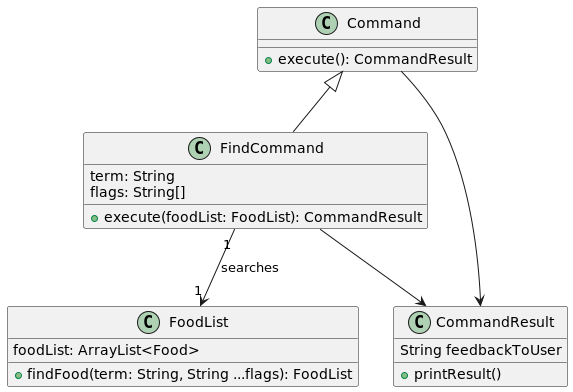 C Command
execute(): CommandResult
C FindCommand
term: String
flags: String[]
execute(foodList: FoodList): CommandResult
1
searches
1
C FoodList
foodList: ArrayList<Food>
findFood(term: String, String ...flags): FoodList
C CommandResult
String feedbackToUser
printResult()